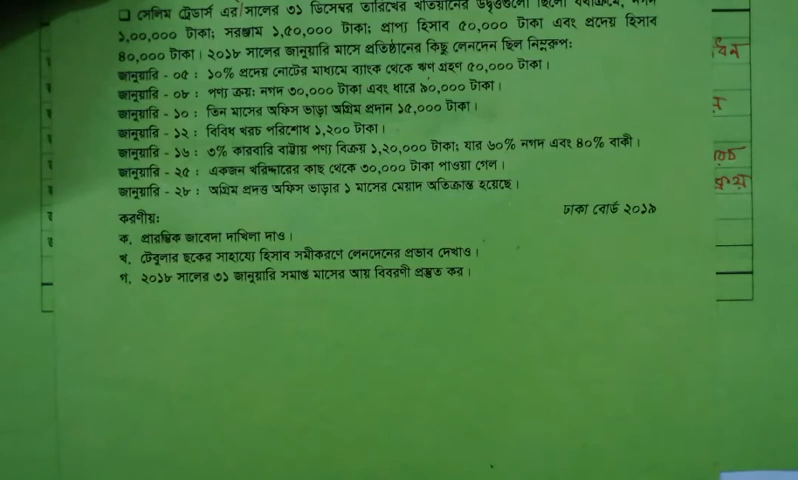 ❑ সেলিম ট্রেডার্স এর সালের ৩১ ডিসেম্বর তারিখের খতিয়ানের উদ্বৃত্তগুলো ছিলো যথাক্রমে, নগদ
১,০০,০০০ টাকা; সরঞ্জাম ১,৫০,০০০ টাকা; প্রাপ্য হিসাব ৫০,০০০ টাকা এবং প্রদেয় হিসাব
৪০,০০০ টাকা। ২০১৮ সালের জানুয়ারি মাসে প্রতিষ্ঠানের কিছু লেনদেন ছিল নিম্নরূপ:
জানুয়ারি - ০৫ : ১০% প্রদেয় নোটের মাধ্যমে ব্যাংক থেকে ঋণ গ্রহণ ৫০,০০০ টাকা।
জানুয়ারি - ০৮ : পণ্য ক্রয়: নগদ ৩০,০০০ টাকা এবং ধারে ৯০,০০০ টাকা।
জানুয়ারি - ১০ : তিন মাসের অফিস ভাড়া অগ্রিম প্রদান ১৫,০০০ টাকা।
জানুয়ারি - ১২ : বিবিধ খরচ পরিশোধ ১,২০০ টাকা।
জানুয়ারি - ১৬ : ৩% কারবারি বাট্টায় পণ্য বিক্রয় ১,২০,০০০ টাকা; যার ৬০% নগদ এবং ৪০% বাকী।
জানুয়ারি - ২৫ : একজন খরিদ্দারের কাছ থেকে ৩০,০০০ টাকা পাওয়া গেল।
জানুয়ারি - ২৮ : অগ্রিম প্রদত্ত অফিস ভাড়ার ১ মাসের মেয়াদ অতিক্রান্ত হয়েছে।
ঢাকা বোর্ড ২০১৯
করণীয়:
ক. প্রারম্ভিক জাবেদা দাখিলা দাও।
খ. টেবুলার ছকের সাহায্যে হিসাব সমীকরণে লেনদেনের প্রভাব দেখাও।
গ. ২০১৮ সালের ৩১ জানুয়ারি সমাপ্ত মাসের আয় বিবরণী প্রস্তুত কর।